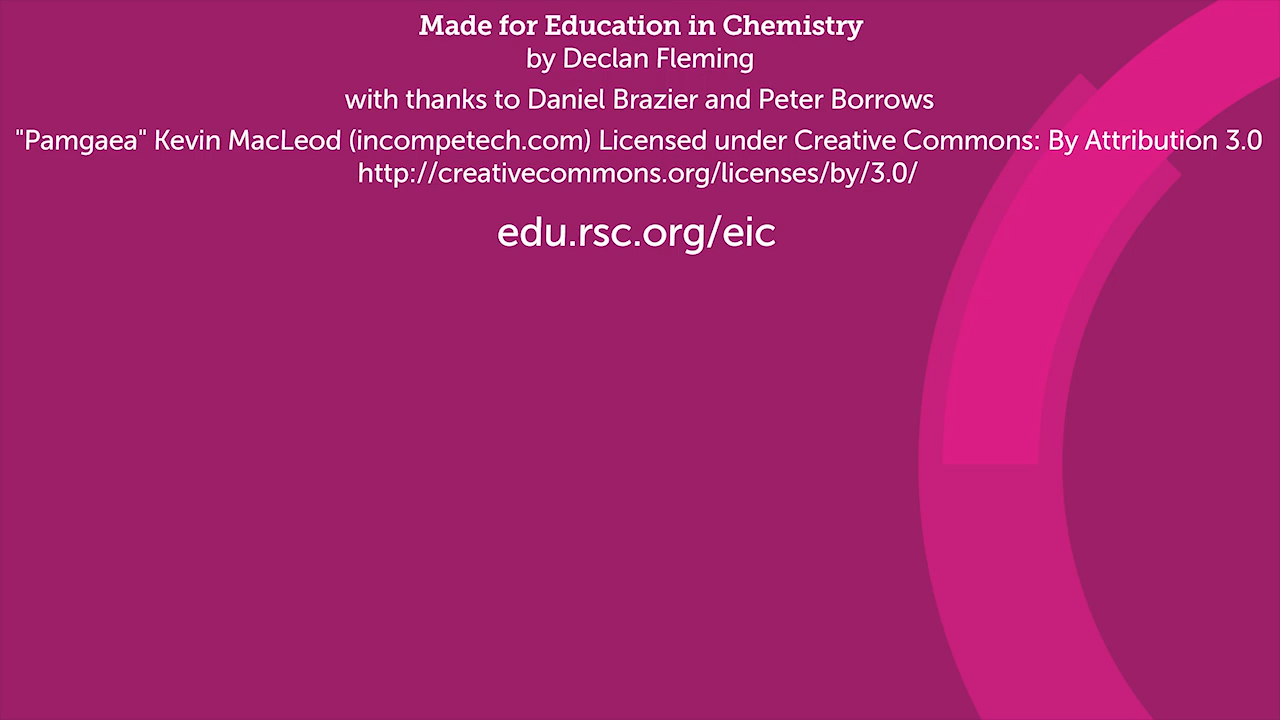 Made for Education in Chemistry
by Declan Fleming
with thanks to Daniel Brazier and Peter Borrows
"Pamgaea" Kevin MacLeod (incompetech.com) Licensed under Creative Commons: By Attribution 3.0
http://creativecommons.org/licenses/by/3.0/
edu.rsc.org/eic